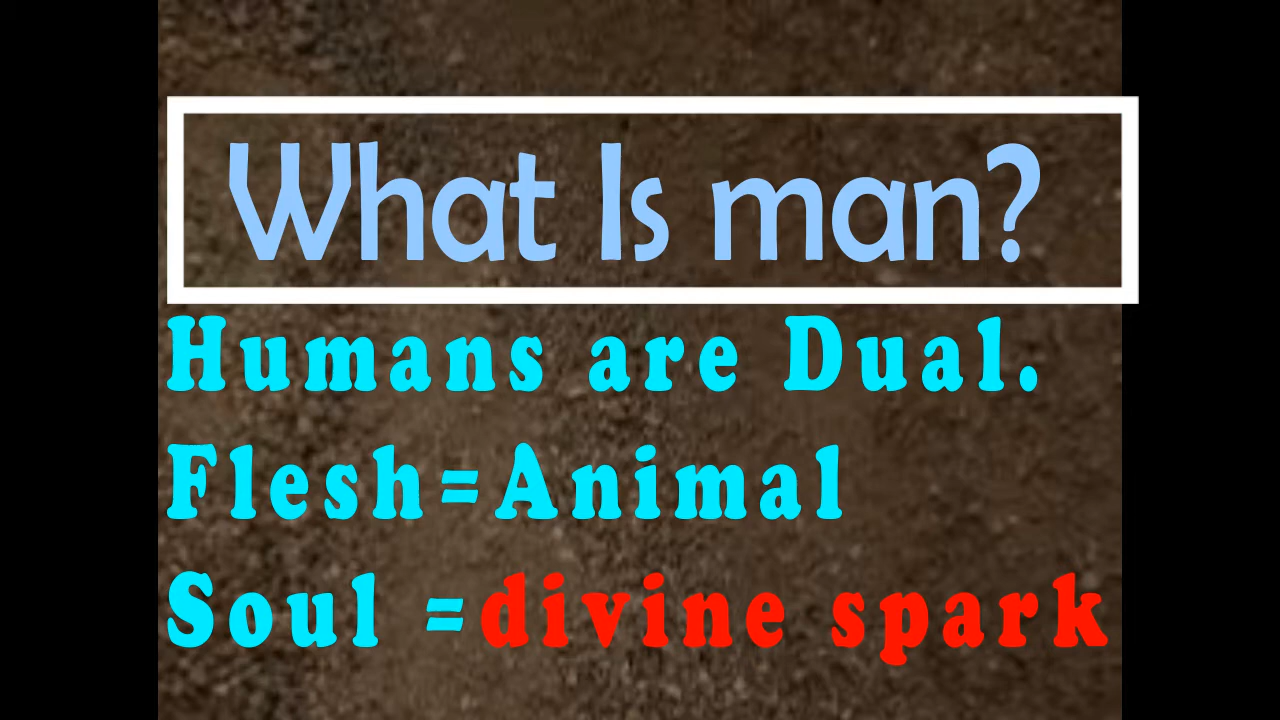 What Is man?
Humans are Dual.
Flesh=Animal
Soul =divine spark